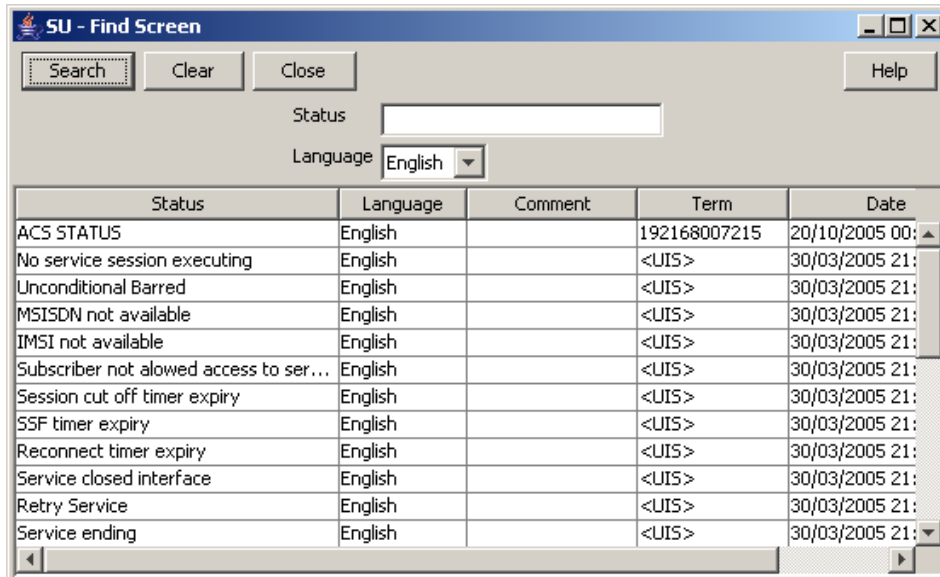 SU - Find Screen
Search Clear Close Help
Status
Language English
Status Language Comment Term Date
ACS STATUS English 192168007215 20/10/2005 00:
No service session executing English <UIS> 30/03/2005 21:
Unconditional Barred English <UIS> 30/03/2005 21:
MSISDN not available English <UIS> 30/03/2005 21:
IMSI not available English <UIS> 30/03/2005 21:
Subscriber not alowed access to ser... English <UIS> 30/03/2005 21:
Session cut off timer expiry English <UIS> 30/03/2005 21:
SSF timer expiry English <UIS> 30/03/2005 21:
Reconnect timer expiry English <UIS> 30/03/2005 21:
Service closed interface English <UIS> 30/03/2005 21:
Retry Service English <UIS> 30/03/2005 21:
Service ending English <UIS> 30/03/2005 21: